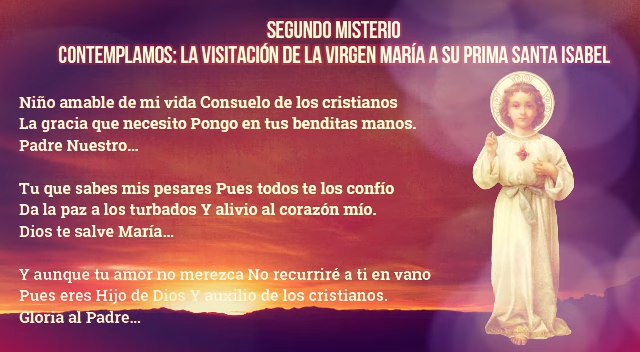 SEGUNDO MISTERIO
CONTEMPLAMOS: LA VISITACIÓN DE LA VIRGEN MARÍA A SU PRIMA SANTA ISABEL
Niño amable de mi vida Consuelo de los cristianos
La gracia que necesito Pongo en tus benditas manos.
Padre Nuestro...
Tu que sabes mis pesares Pues todos te los confío
Da la paz a los turbados Y alivio al corazón mío.
Dios te salve María...
Y aunque tu amor no merezca No recurriré a ti en vano
Pues eres Hijo de Dios Y auxilio de los cristianos.
Gloria al Padre...